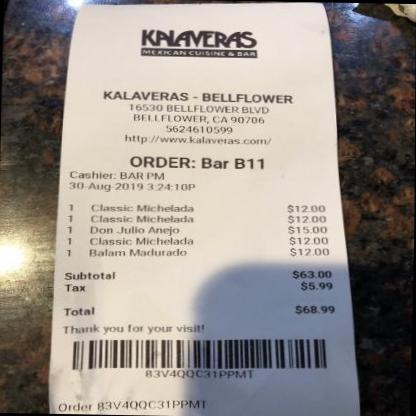 KALAVERAS
MEXICAN CUISINE & BAR
KALAVERAS - BELLFLOWER
16530 BELLFLOWER BLVD
BELLFLOWER, CA 90706
5624610599
http://www.kalaveras.com/
ORDER: Bar B11
Cashier: BAR PM
30-Aug-2019 3:24:10P
1 Classic Michelada $12.00
1 Classic Michelada $12.00
1 Don Julio Anejo $15.00
1 Classic Michelada $12.00
1 Balam Madurado $12.00
Subtotal $63.00
Tax $5.99
Total $68.99
Thank you for your visit!
83V4QQC31PPMT
Order 83V4QQC31PPMT